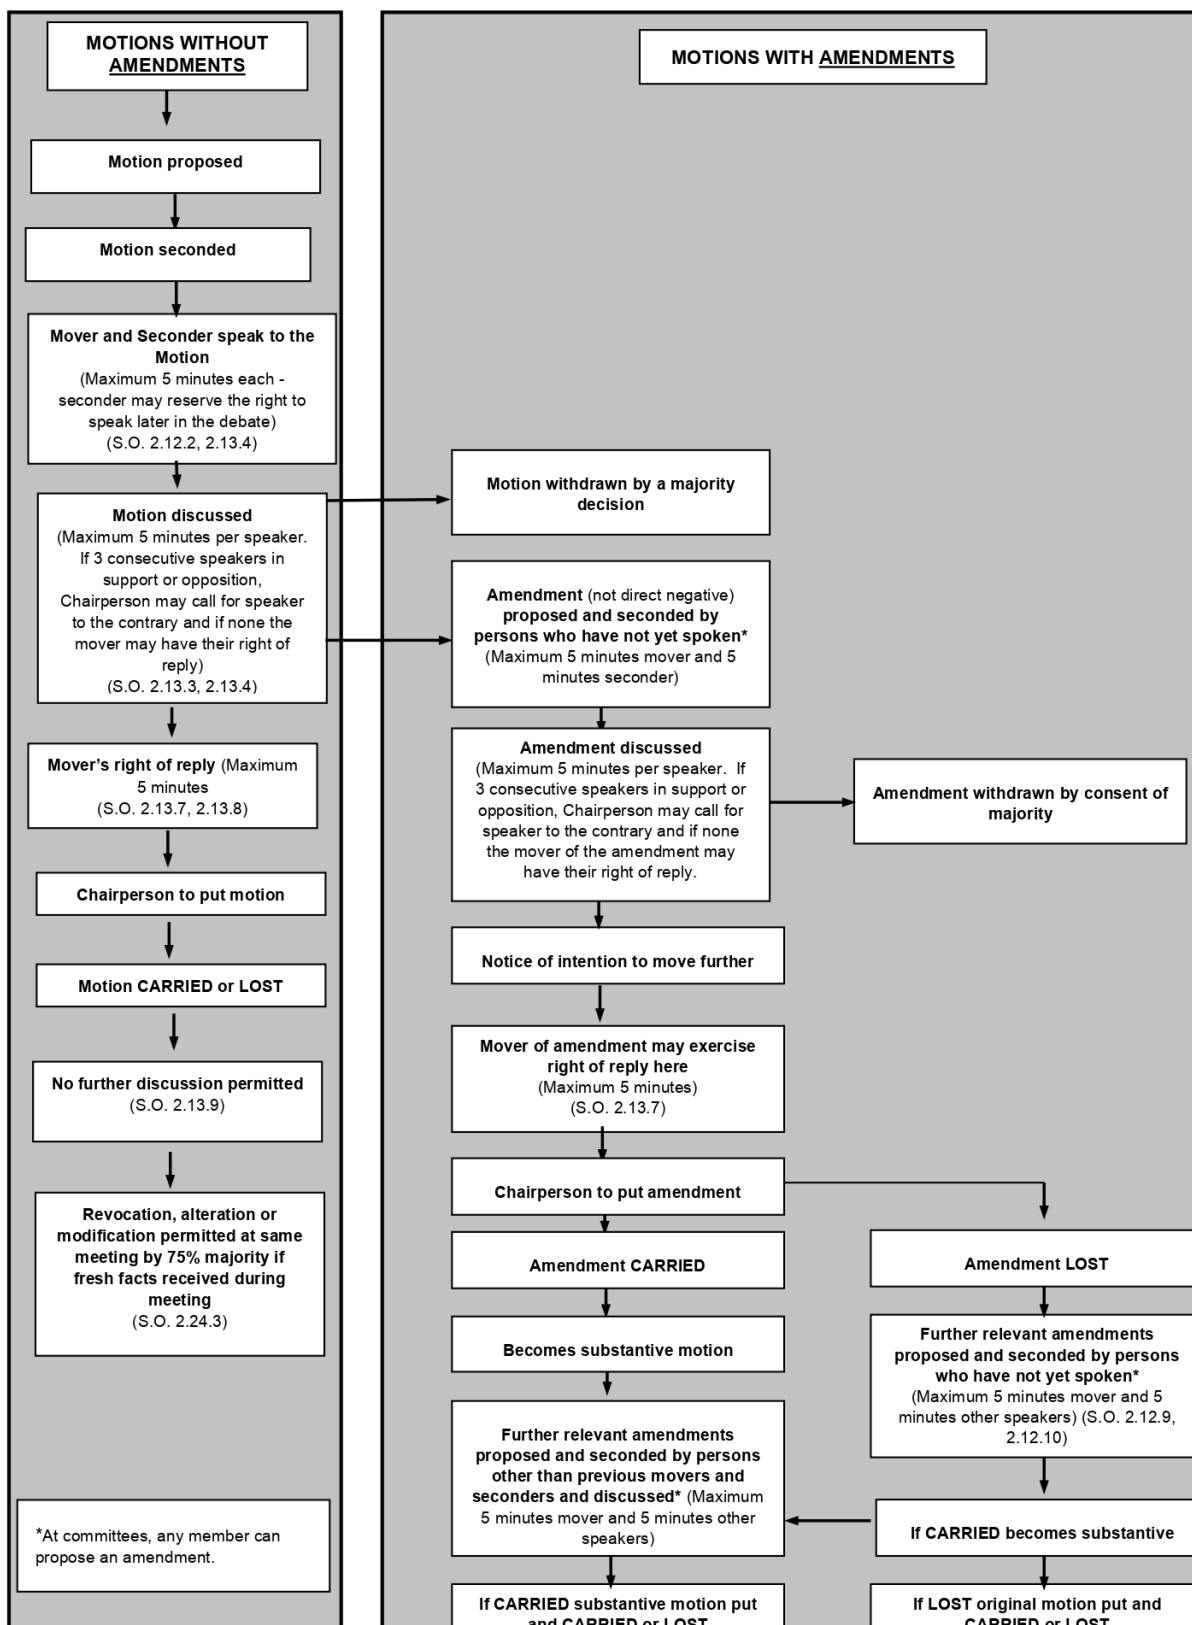 MOTIONS WITHOUT
AMENDMENTS
Motion proposed
Motion seconded
Mover and Seconder speak to the
Motion
(Maximum 5 minutes each -
seconder may reserve the right to
speak later in the debate)
(S.O. 2.12.2, 2.13.4)
Motion discussed
(Maximum 5 minutes per speaker.
If 3 consecutive speakers in
support or opposition,
Chairperson may call for speaker
to the contrary and if none the
mover may have their right of
reply)
(S.O. 2.13.3, 2.13.4)
Mover’s right of reply (Maximum
5 minutes
(S.O. 2.13.7, 2.13.8)
Chairperson to put motion
Motion CARRIED or LOST
No further discussion permitted
(S.O. 2.13.9)
Revocation, alteration or
modification permitted at same
meeting by 75% majority if
fresh facts received during
meeting
(S.O. 2.24.3)
*At committees, any member can
propose an amendment.
MOTIONS WITH AMENDMENTS
Motion withdrawn by a majority
decision
Amendment (not direct negative)
proposed and seconded by
persons who have not yet spoken*
(Maximum 5 minutes mover and 5
minutes seconder)
Amendment discussed
(Maximum 5 minutes per speaker.  If
3 consecutive speakers in support or
opposition, Chairperson may call for
speaker to the contrary and if none
the mover of the amendment may
have their right of reply.
Amendment withdrawn by consent of
majority
Notice of intention to move further
Mover of amendment may exercise
right of reply here
(Maximum 5 minutes)
(S.O. 2.13.7)
Chairperson to put amendment
Amendment CARRIED
Becomes substantive motion
Further relevant amendments
proposed and seconded by persons
other than previous movers and
seconders and discussed* (Maximum
5 minutes mover and 5 minutes other
speakers)
If CARRIED substantive motion put
and CARRIED or LOST
Amendment LOST
Further relevant amendments
proposed and seconded by persons
who have not yet spoken*
(Maximum 5 minutes mover and 5
minutes other speakers) (S.O. 2.12.9,
2.12.10)
If CARRIED becomes substantive
If LOST original motion put and
CARRIED or LOST